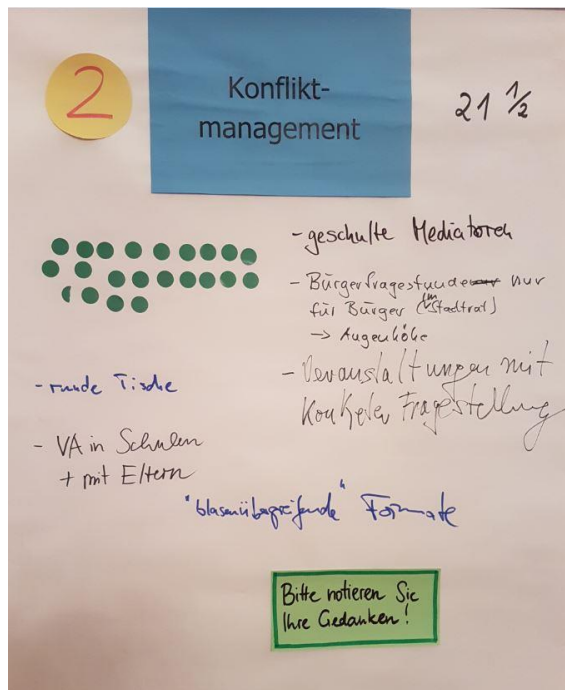 2
Konflikt-
management
21 ½
- geschulte Mediatoren
- Bürgerfragestunde nur
für Bürger (im Stadtrat)
→ Augenhöhe
- Veranstaltungen mit
konkreter Fragestellung
- runde Tische
- VA in Schulen
+ mit Eltern
"blasenübergreifende" Formate
Bitte notieren Sie
Ihre Gedanken!